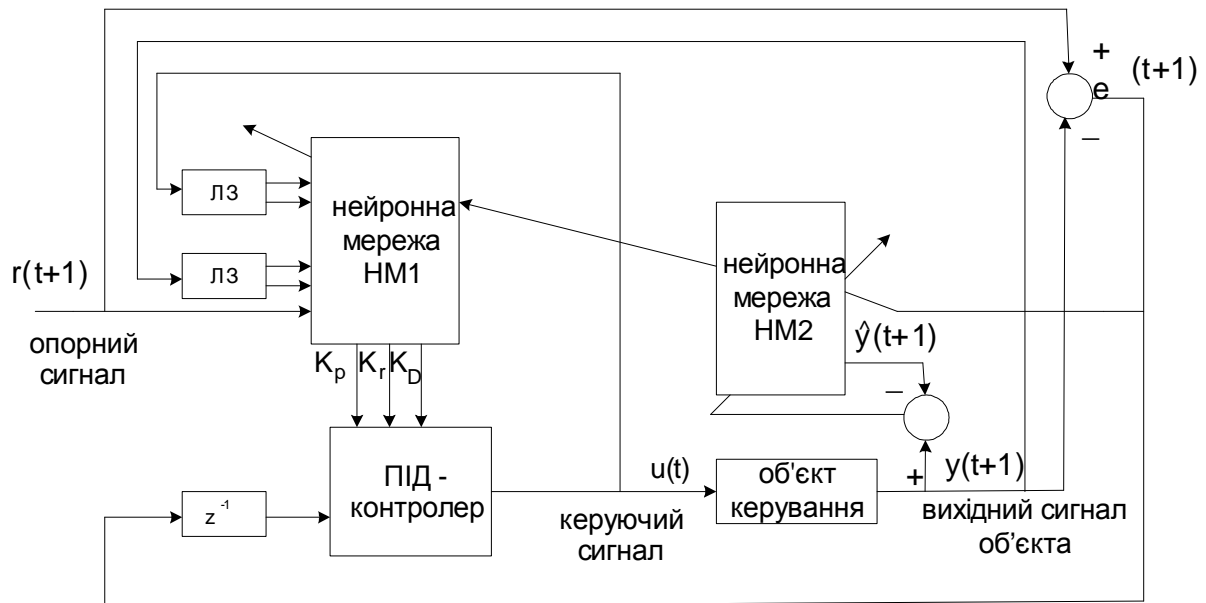 +
e (t+1)
_
ЛЗ
нейронна
мережа
НМ1
ЛЗ
r(t+1)
опорний
сигнал
нейронна
мережа
НМ2
ŷ(t+1)
_
K_p K_r K_D
ПІД -
контролер
z^-1
u(t)
керуючий
сигнал
об'єкт
керування
+
y(t+1)
вихідний сигнал
об'єкта